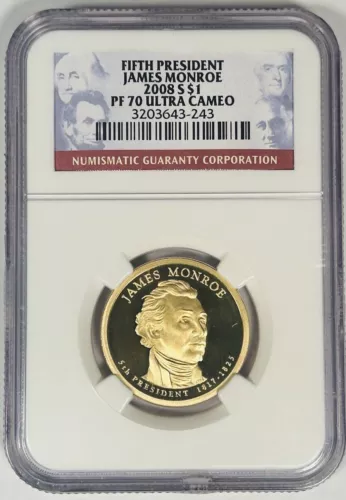 FIFTH PRESIDENT
JAMES MONROE
2008 S $1
PF 70 ULTRA CAMEO
3203643-243
NUMISMATIC GUARANTY CORPORATION
JAMES MONROE
5th PRESIDENT 1817-1825